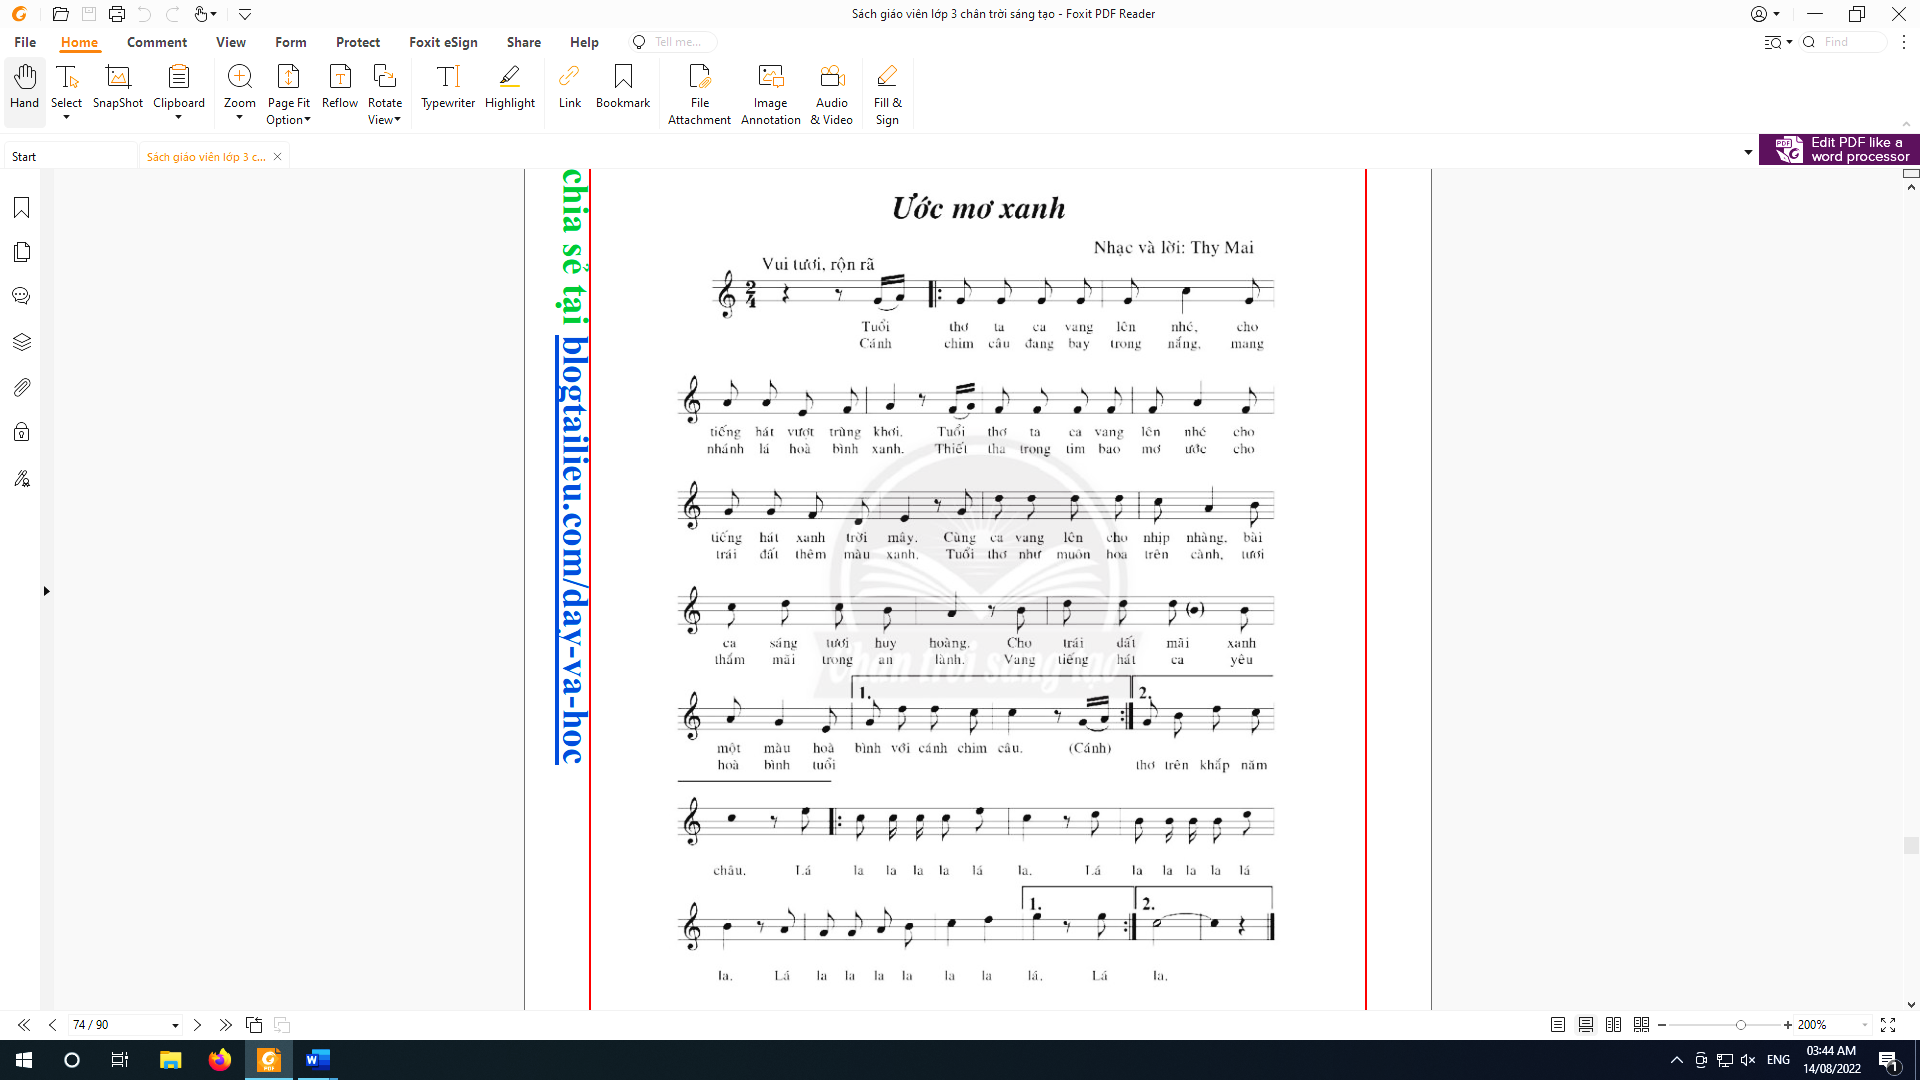 Sách giáo viên lớp 3 chân trời sáng tạo - Foxit PDF Reader
File Home Comment View Form Protect Foxit eSign Share Help Tell me... Find
Hand Select SnapShot Clipboard Zoom Page Fit Option Reflow Rotate View Typewriter Highlight Link Bookmark File Attachment Image Annotation Audio & Video Fill & Sign
Start Sách giáo viên lớp 3 c... Edit PDF like a word processor
chia sẻ tại blogtailieu.com/day-va-hoc
Ước mơ xanh
Nhạc và lời: Thy Mai
Vui tươi, rộn rã
Tuổi thơ ta ca vang lên nhé, cho
Cánh chim câu đang bay trong nắng, mang
tiếng hát vượt trùng khơi. Tuổi thơ ta ca vang lên nhé cho
nhánh lá hoà bình xanh. Thiết tha trong tim bao mơ ước cho
tiếng hát xanh trời mây. Cùng ca vang lên cho nhịp nhàng, bài
trái đất thêm màu xanh. Tuổi thơ như muôn hoa trên cành, tươi
ca sáng tươi huy hoàng. Cho trái đất mãi xanh
thắm mãi trong an lành. Vang tiếng hát ca yêu
Chân trời sáng tạo
1. 2.
một màu hoà bình với cánh chim câu. (Cánh)
hoà bình tuổi thơ trên khắp năm
châu. Lá la la la la lá la. Lá la la la la lá
1. 2.
la. Lá la la la la la la lá. Lá la.
74 / 90 200%
ENG 03:44 AM
14/08/2022
1